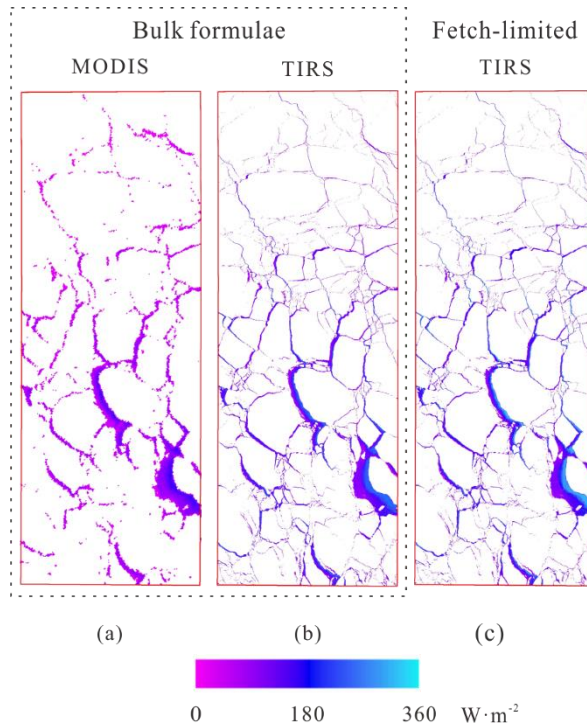 Bulk formulae Fetch-limited
MODIS TIRS TIRS
(a) (b) (c)
0 180 360 W·m⁻²